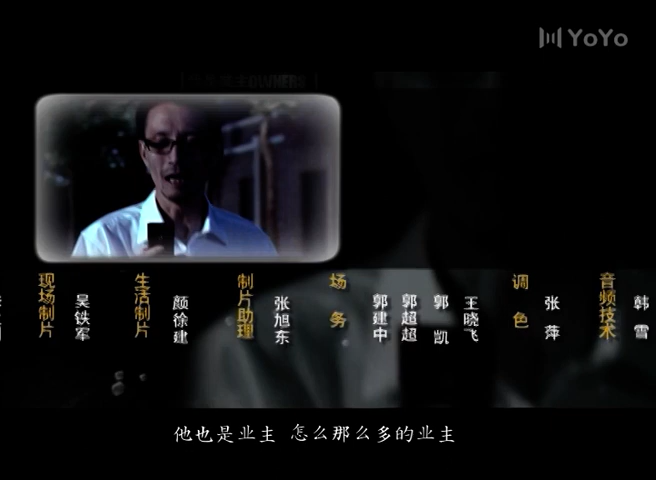 YoYo
现场制片
吴铁军
生活制片
颜徐建
制片助理
张旭东
场务
郭建中
郭超超
郭凯
王晓飞
调色
张萍
音频技术
韩雪
他也是业主 怎么那么多的业主